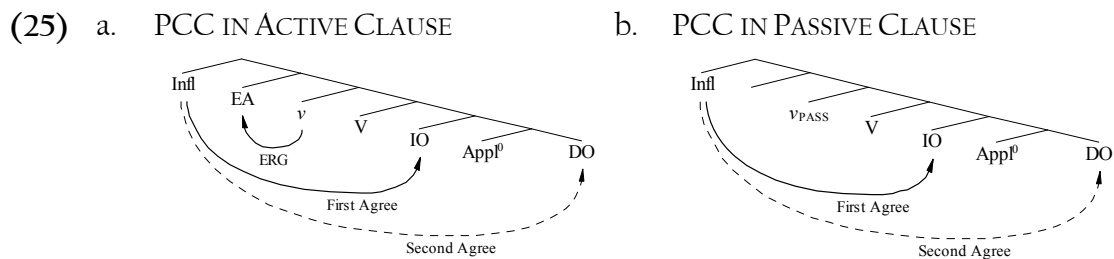 (25) a. PCC IN ACTIVE CLAUSE b. PCC IN PASSIVE CLAUSE
Infl
EA
v
V
IO
Appl⁰
DO
ERG
First Agree
Second Agree
Infl
vPASS
V
IO
Appl⁰
DO
First Agree
Second Agree